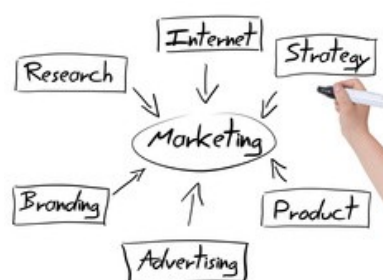 Internet
Strategy
Research
Marketing
Branding
Product
Advertising